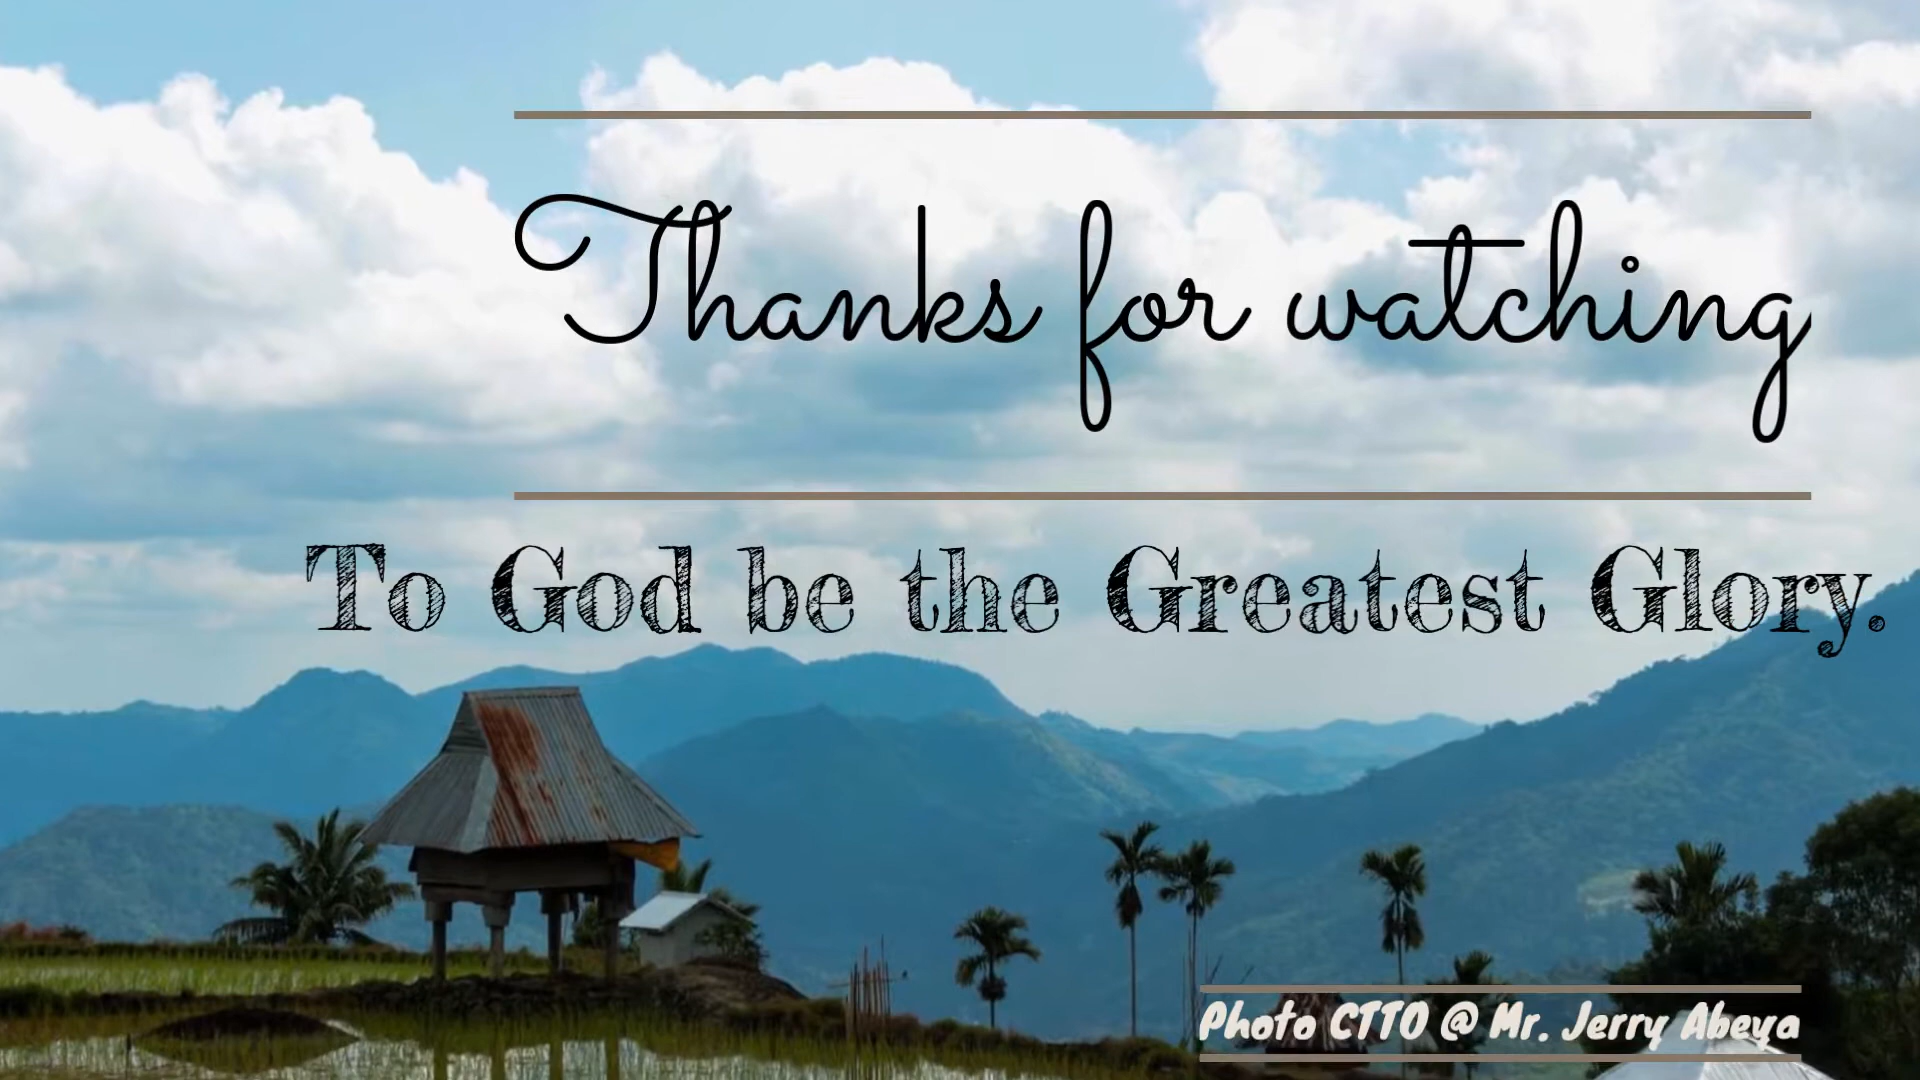 Thanks for watching
To God be the Greatest Glory.
Photo CTTO @ Mr. Jerry Abeya